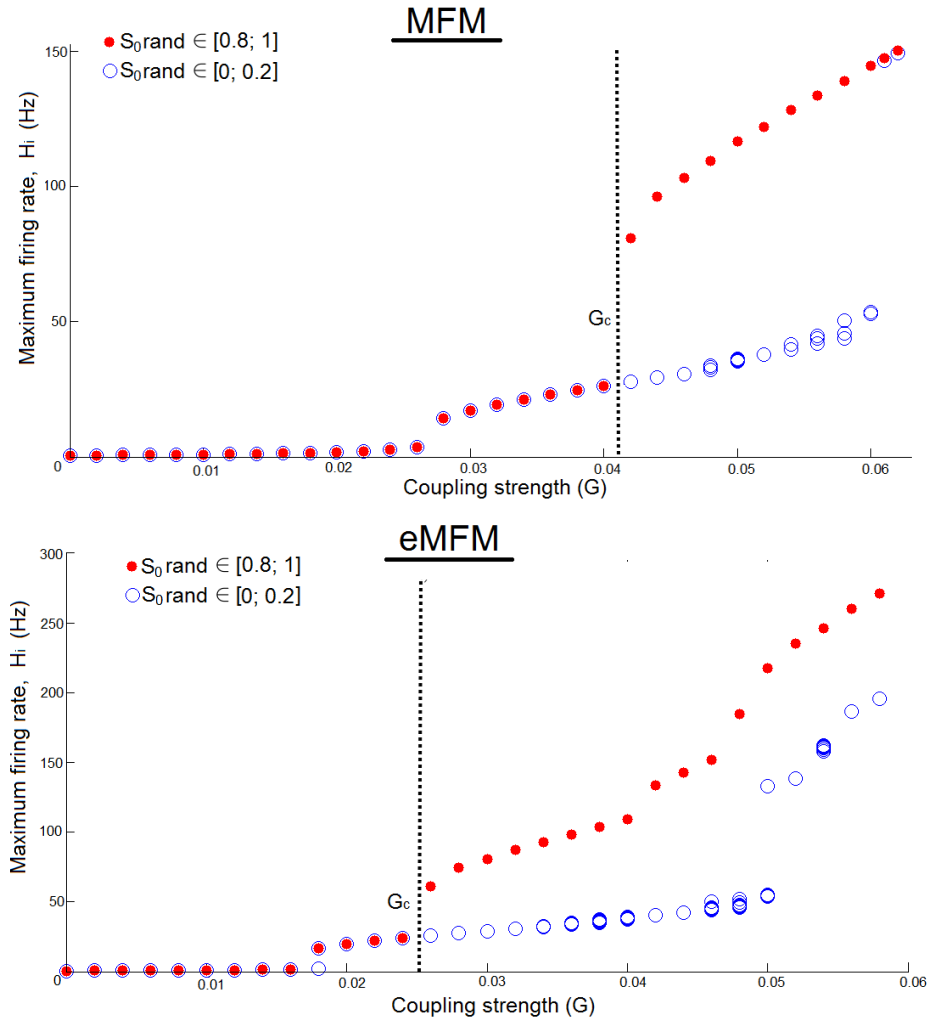 MFM
S₀rand ∈ [0.8; 1]
S₀rand ∈ [0; 0.2]
Maximum firing rate, Hᵢ (Hz)
150
100
50
0
Gc
0.01 0.02 0.03 0.04 0.05 0.06
Coupling strength (G)
eMFM
S₀rand ∈ [0.8; 1]
S₀rand ∈ [0; 0.2]
Maximum firing rate, Hᵢ (Hz)
300
250
200
150
100
50
0
Gc
0.01 0.02 0.03 0.04 0.05 0.06
Coupling strength (G)